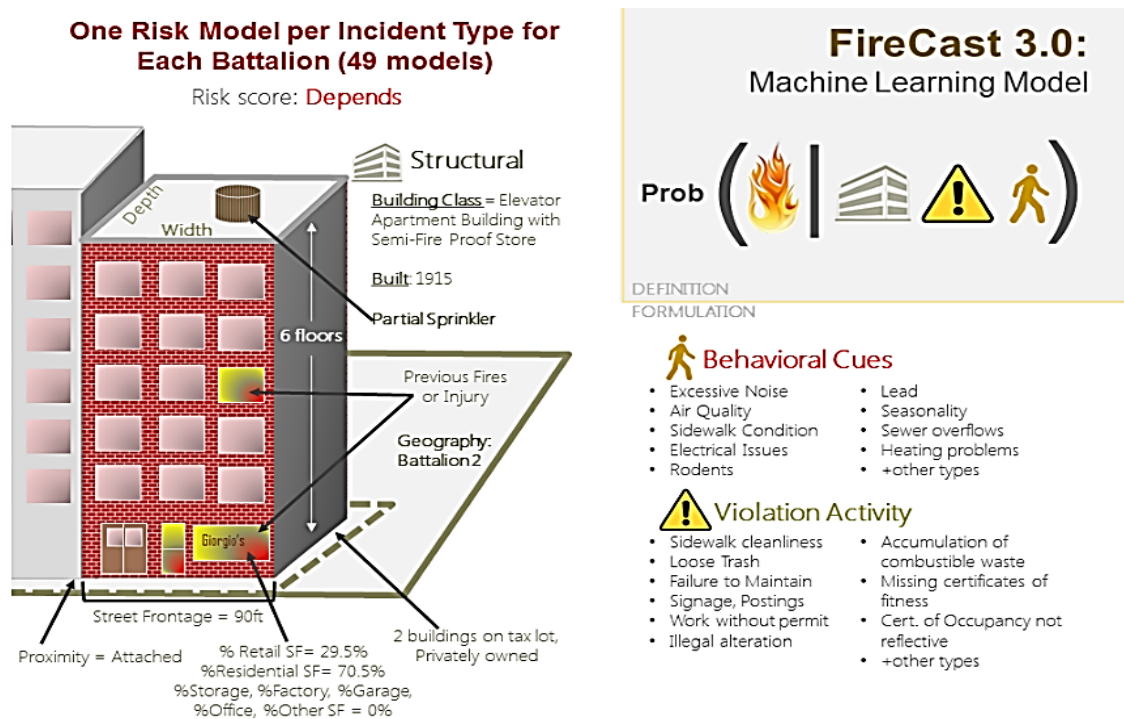 One Risk Model per Incident Type for
Each Battalion (49 models)
Risk score: Depends
Structural
Building Class = Elevator
Apartment Building with
Semi-Fire Proof Store
Built: 1915
Partial Sprinkler
Depth
Width
6 floors
Previous Fires
or Injury
Geography:
Battalion 2
Giorgio's
Street Frontage = 90ft
Proximity = Attached
% Retail SF= 29.5%
%Residential SF= 70.5%
%Storage, %Factory, %Garage,
%Office, %Other SF = 0%
2 buildings on tax lot,
Privately owned
FireCast 3.0:
Machine Learning Model
Prob ( | )
DEFINITION
FORMULATION
Behavioral Cues
• Excessive Noise
• Air Quality
• Sidewalk Condition
• Electrical Issues
• Rodents
• Lead
• Seasonality
• Sewer overflows
• Heating problems
• +other types
Violation Activity
• Sidewalk cleanliness
• Loose Trash
• Failure to Maintain
• Signage, Postings
• Work without permit
• Illegal alteration
• Accumulation of
combustible waste
• Missing certificates of
fitness
• Cert. of Occupancy not
reflective
• +other types